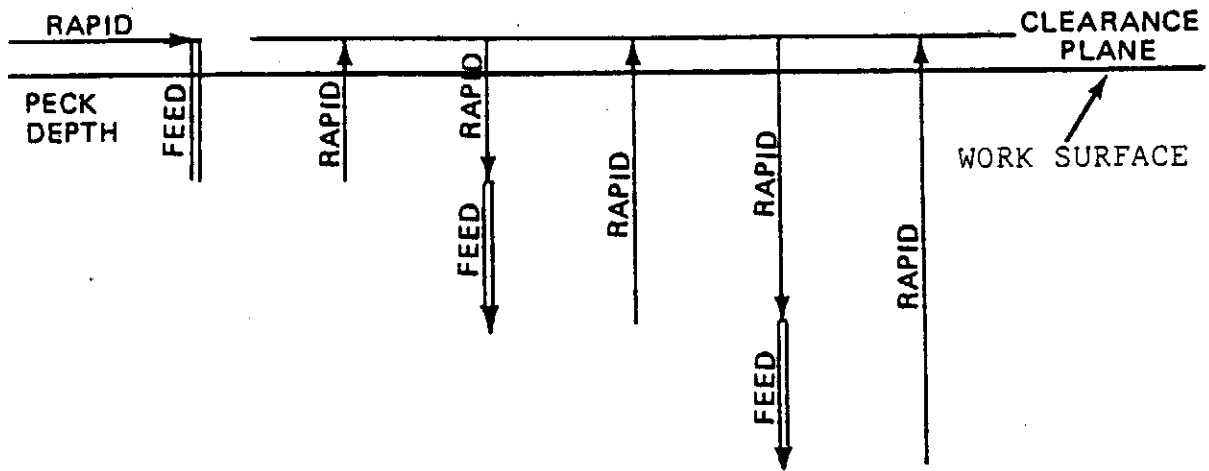 RAPID
CLEARANCE
PLANE
PECK
DEPTH
FEED
RAPID
RAPID
FEED
RAPID
RAPID
FEED
RAPID
WORK SURFACE